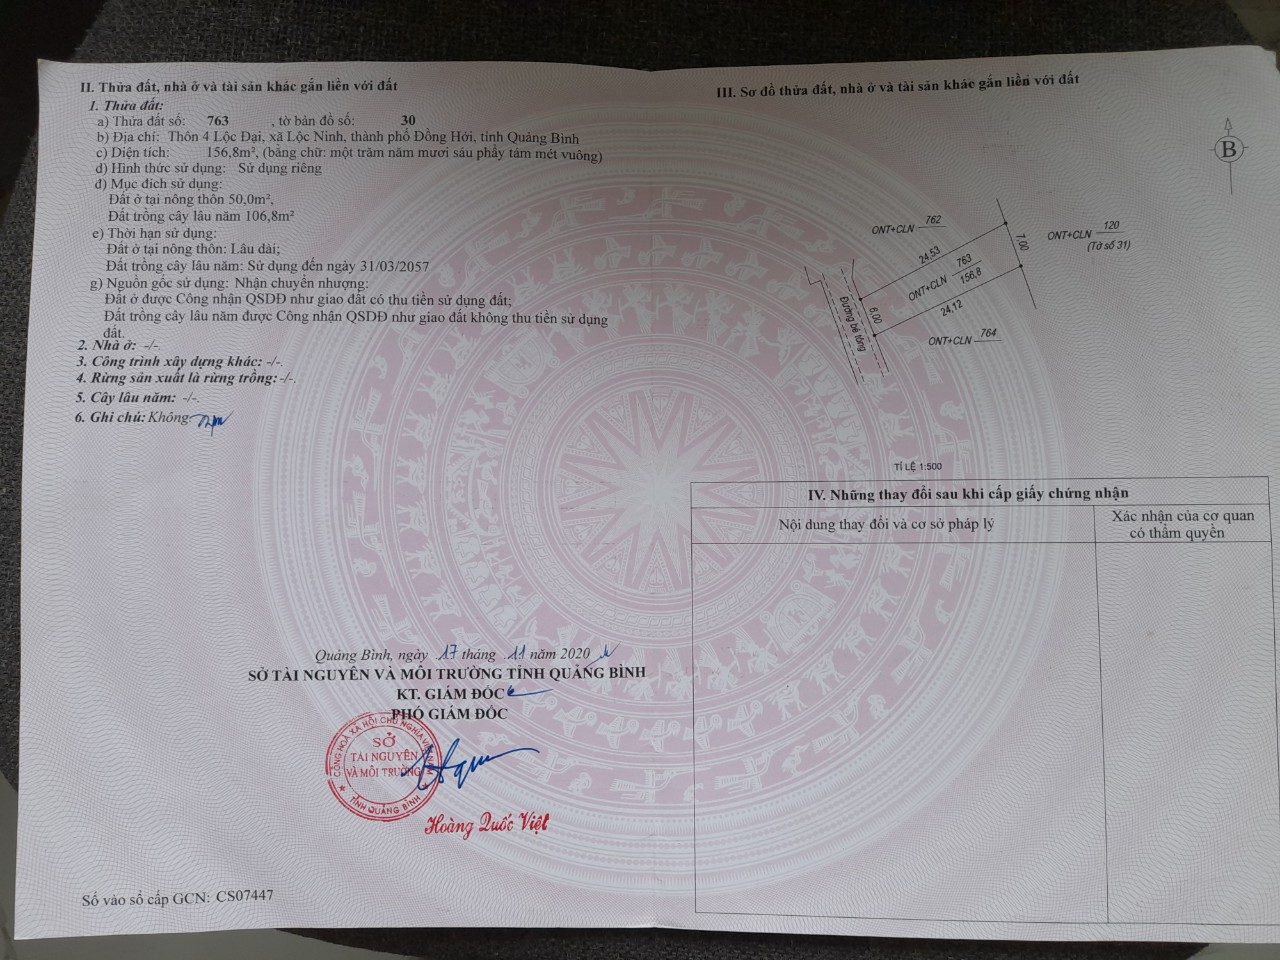 II. Thửa đất, nhà ở và tài sản khác gắn liền với đất
1. Thửa đất:
a) Thửa đất số: 763 , tờ bản đồ số: 30
b) Địa chỉ: Thôn 4 Lộc Đại, xã Lộc Ninh, thành phố Đồng Hới, tỉnh Quảng Bình
c) Diện tích: 156,8m², (bằng chữ: một trăm năm mươi sáu phẩy tám mét vuông)
d) Hình thức sử dụng: Sử dụng riêng
đ) Mục đích sử dụng:
Đất ở tại nông thôn 50,0m²,
Đất trồng cây lâu năm 106,8m²
e) Thời hạn sử dụng:
Đất ở tại nông thôn: Lâu dài;
Đất trồng cây lâu năm: Sử dụng đến ngày 31/03/2057
g) Nguồn gốc sử dụng: Nhận chuyển nhượng:
Đất ở được Công nhận QSDĐ như giao đất có thu tiền sử dụng đất;
Đất trồng cây lâu năm được Công nhận QSDĐ như giao đất không thu tiền sử dụng
đất.
2. Nhà ở: -/-.
3. Công trình xây dựng khác: -/-.
4. Rừng sản xuất là rừng trồng: -/-.
5. Cây lâu năm: -/-.
6. Ghi chú: Không.
Quảng Bình, ngày 17 tháng 11 năm 2020
SỞ TÀI NGUYÊN VÀ MÔI TRƯỜNG TỈNH QUẢNG BÌNH
KT. GIÁM ĐỐC
PHÓ GIÁM ĐỐC
CỘNG HOÀ XÃ HỘI CHỦ NGHĨA VIỆT NAM
SỞ
TÀI NGUYÊN
VÀ MÔI TRƯỜNG
TỈNH QUẢNG BÌNH
Hoàng Quốc Việt
Số vào sổ cấp GCN: CS07447
III. Sơ đồ thửa đất, nhà ở và tài sản khác gắn liền với đất
B
ONT+CLN 762
ONT+CLN 120
(Tờ số 31)
24,53
7,00
ONT+CLN 763
156,8
6,00
24,12
Đường bê tông
ONT+CLN 764
TỈ LỆ 1:500
IV. Những thay đổi sau khi cấp giấy chứng nhận
Nội dung thay đổi và cơ sở pháp lý
Xác nhận của cơ quan
có thẩm quyền